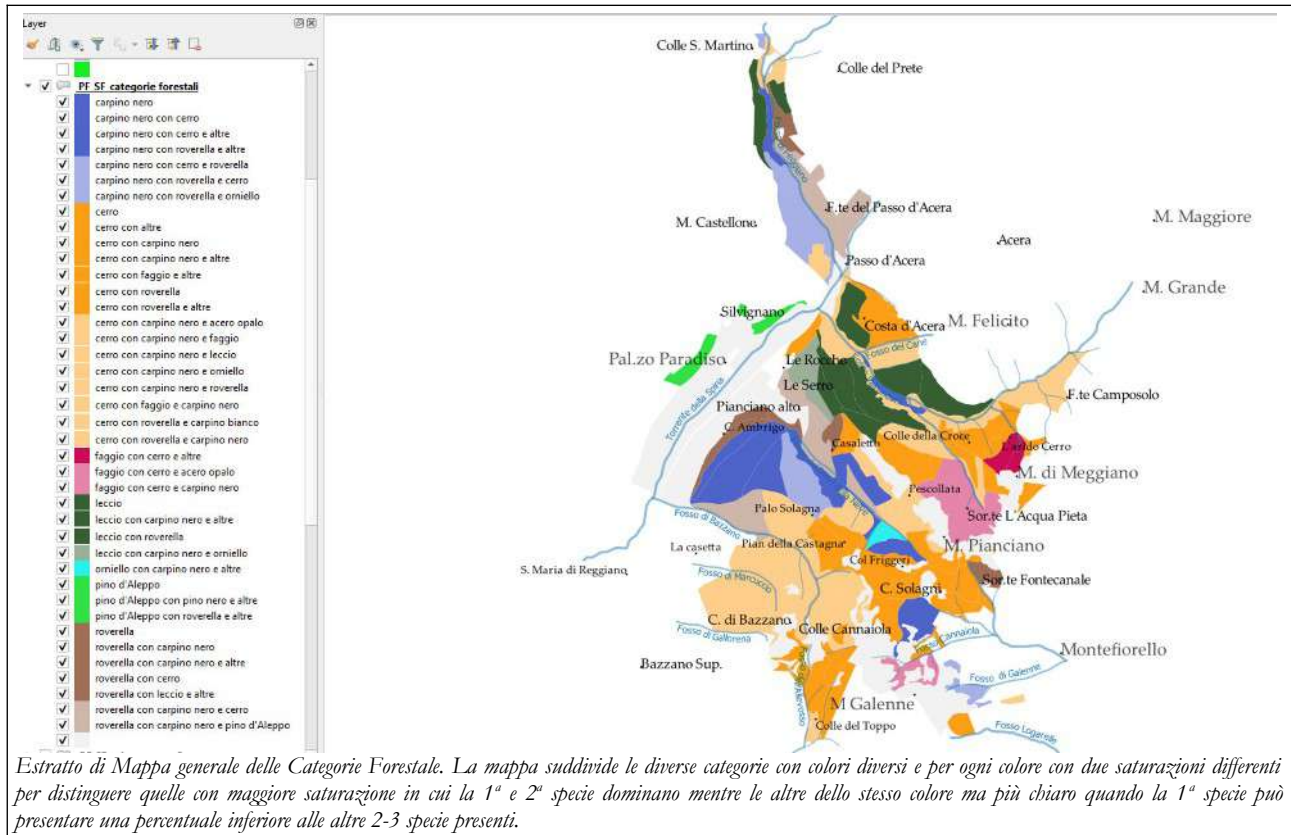 Layer
PF_SF_categorie forestali
carpino nero
carpino nero con cerro
carpino nero con cerro e altre
carpino nero con roverella e altre
carpino nero con cerro e roverella
carpino nero con roverella e cerro
carpino nero con roverella e orniello
cerro
cerro con altre
cerro con carpino nero
cerro con carpino nero e altre
cerro con faggio e altre
cerro con roverella
cerro con roverella e altre
cerro con carpino nero e acero opalo
cerro con carpino nero e faggio
cerro con carpino nero e leccio
cerro con carpino nero e orniello
cerro con carpino nero e roverella
cerro con faggio e carpino nero
cerro con roverella e carpino bianco
cerro con roverella e carpino nero
faggio con cerro e altre
faggio con cerro e acero opalo
faggio con cerro e carpino nero
leccio
leccio con carpino nero e altre
leccio con roverella
leccio con carpino nero e orniello
orniello con carpino nero e altre
pino d'Aleppo
pino d'Aleppo con pino nero e altre
pino d'Aleppo con roverella e altre
roverella
roverella con carpino nero
roverella con carpino nero e altre
roverella con cerro
roverella con leccio e altre
roverella con carpino nero e cerro
roverella con carpino nero e pino d'Aleppo
Colle S. Martino
Colle del Prete
F.te del Passo d'Acera
M. Castellone
M. Maggiore
Acera
Passo d'Acera
M. Grande
Silvignano
Costa d'Acera
M. Felicito
Fosso del Cane
Pal.zo Paradiso
Le Rocche
Le Serro
F.te Camposolo
Torrente della Spina
Pianciano alto
C. Ambrigo
Casaletto
Colle della Croce
L'arido Cerro
M. di Meggiano
Pescollata
Palo Solagna
La Neve
Sor.te L'Acqua Pieta
Fosso di Bazzano
La casetta
Pian della Castagna
M. Pianciano
Col Friggeri
S. Maria di Reggiano
Fosso di Marcuccio
C. Solagni
Sor.te Fontecanale
C. di Bazzano
Colle Cannaiola
Fosso di Gallorena
Fosso Cannaiola
Montefiorello
Bazzano Sup.
Fosso di Galenne
M Galenne
Colle del Toppo
Fosso Logarelle
Estratto di Mappa generale delle Categorie Forestale. La mappa suddivide le diverse categorie con colori diversi e per ogni colore con due saturazioni differenti
per distinguere quelle con maggiore saturazione in cui la 1ª e 2ª specie dominano mentre le altre dello stesso colore ma più chiaro quando la 1ª specie può
presentare una percentuale inferiore alle altre 2-3 specie presenti.